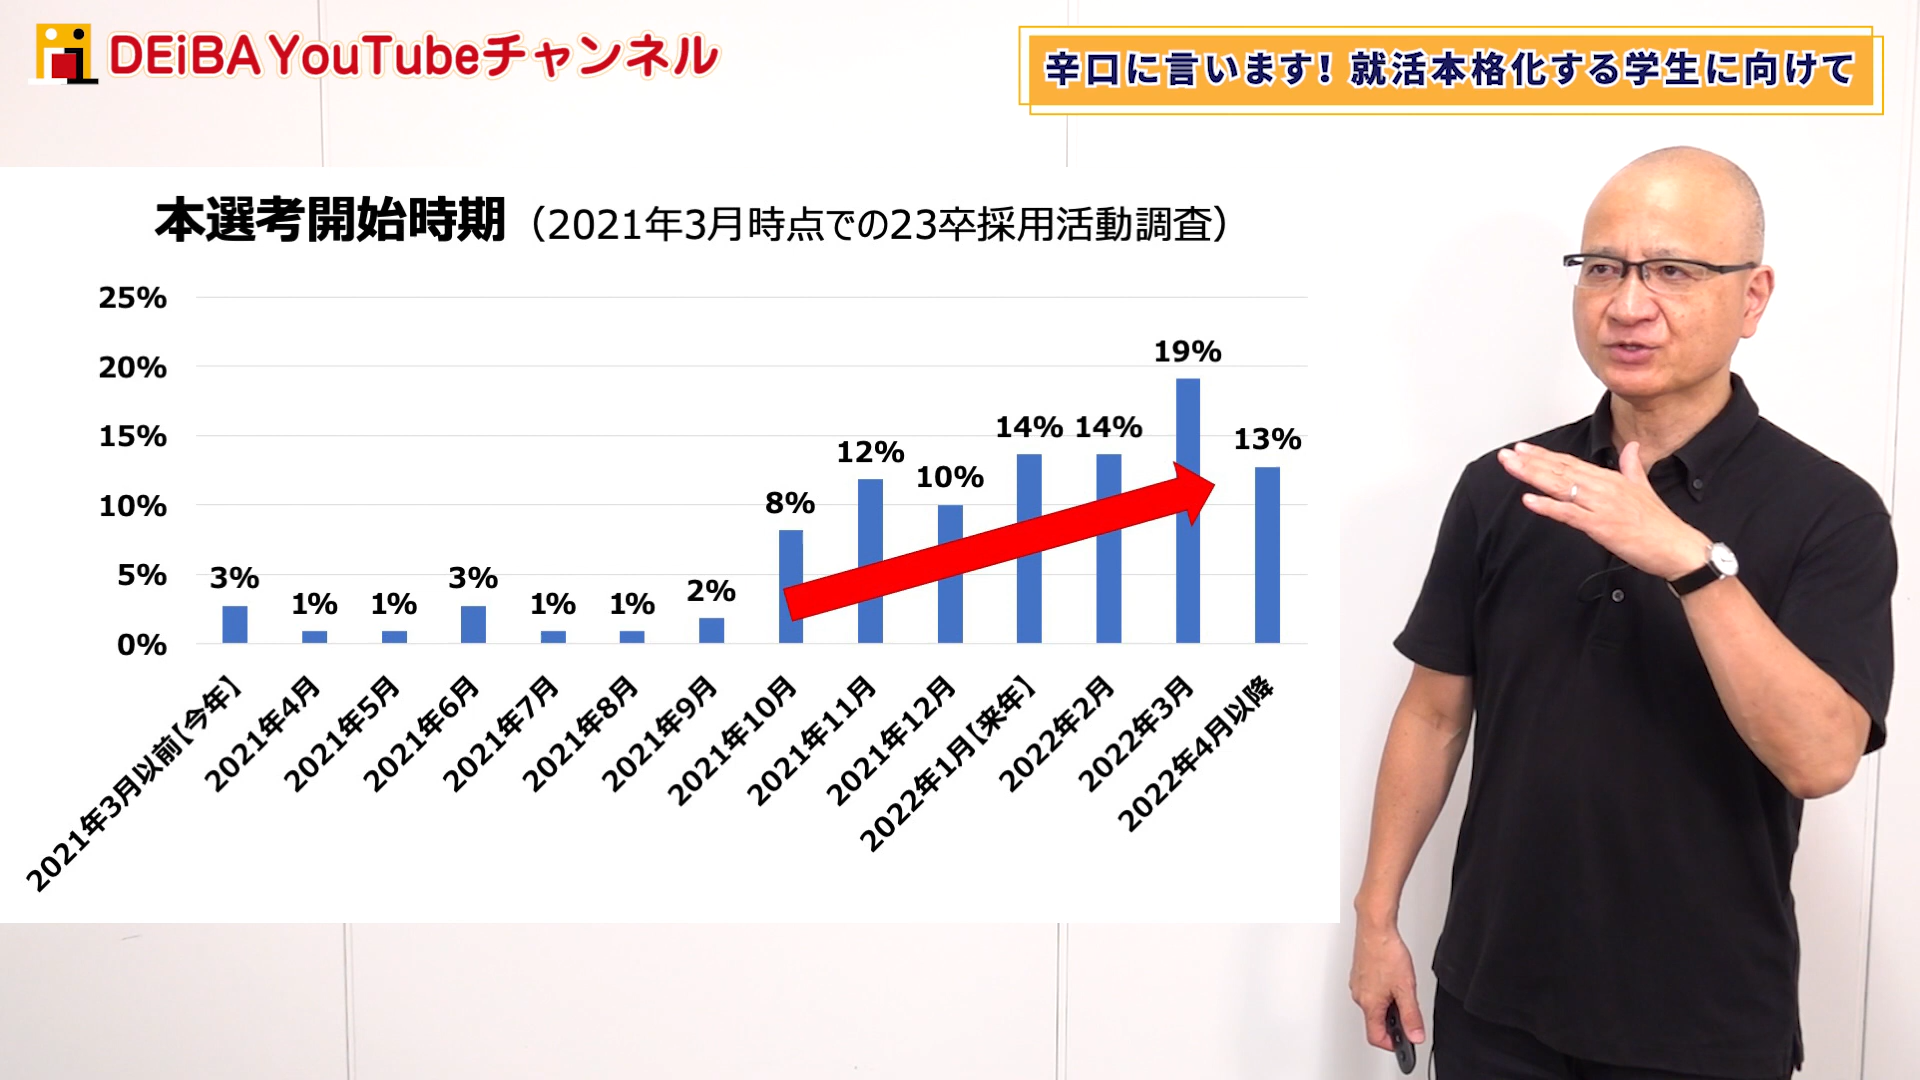 DEiBA YouTubeチャンネル
辛口に言います！就活本格化する学生に向けて
本選考開始時期（2021年3月時点での23卒採用活動調査）
25%
20%
15%
10%
5%
0%
3%
1%
1%
3%
1%
1%
2%
8%
12%
10%
14%
14%
19%
13%
2021年3月以前【今年】
2021年4月
2021年5月
2021年6月
2021年7月
2021年8月
2021年9月
2021年10月
2021年11月
2021年12月
2022年1月【来年】
2022年2月
2022年3月
2022年4月以降